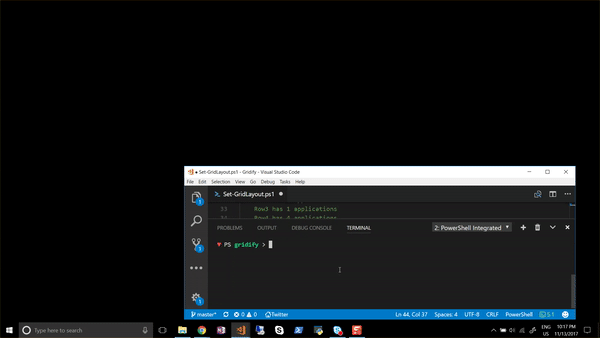 Set-GridLayout.ps1 - Gridify - Visual Studio Code
File Edit Selection View Go Debug Tasks Help
Set-GridLayout.ps1
53 Row3 has 1 applications
Row4 has 4 applications
PROBLEMS OUTPUT DEBUG CONSOLE TERMINAL 2: PowerShell Integrated
PS gridify >
master* 0 0 Twitter Ln 44, Col 37 Spaces: 4 UTF-8 CRLF PowerShell 5.1
Type here to search
ENG 10:17 PM
US 11/13/2017